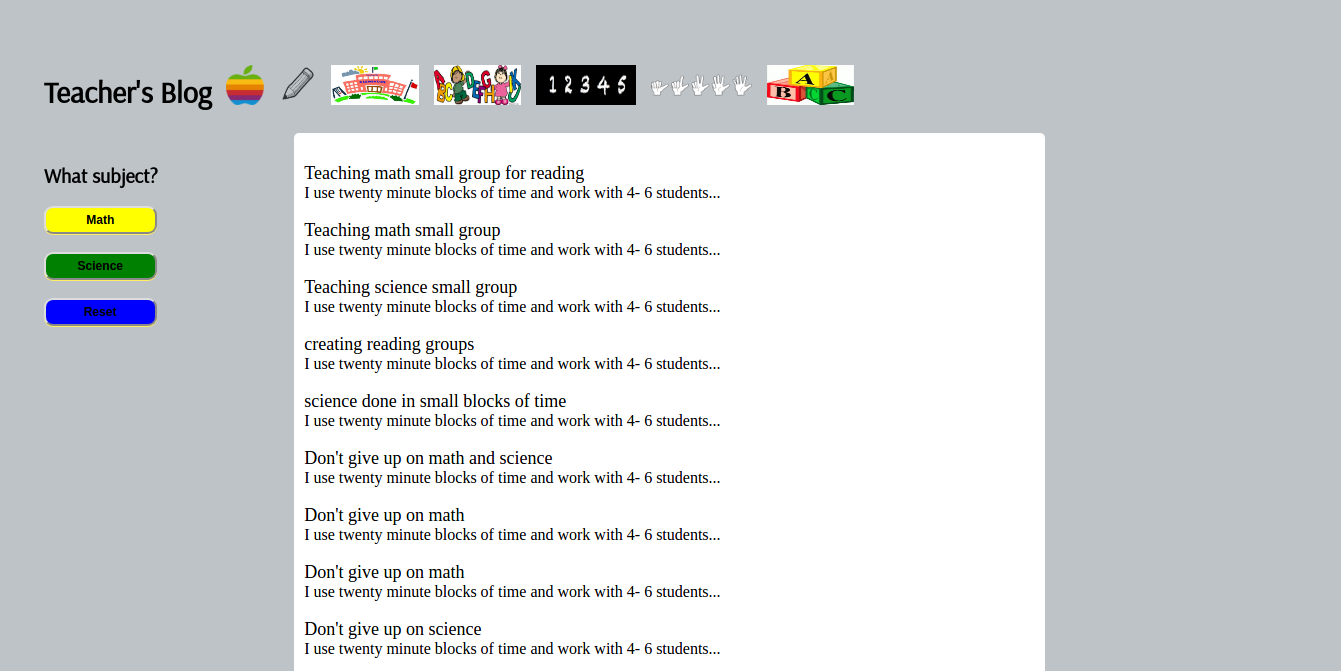 Teacher's Blog
1 2 3 4 5
A
B
C
What subject?
Math
Science
Reset
Teaching math small group for reading
I use twenty minute blocks of time and work with 4- 6 students...
Teaching math small group
I use twenty minute blocks of time and work with 4- 6 students...
Teaching science small group
I use twenty minute blocks of time and work with 4- 6 students...
creating reading groups
I use twenty minute blocks of time and work with 4- 6 students...
science done in small blocks of time
I use twenty minute blocks of time and work with 4- 6 students...
Don't give up on math and science
I use twenty minute blocks of time and work with 4- 6 students...
Don't give up on math
I use twenty minute blocks of time and work with 4- 6 students...
Don't give up on math
I use twenty minute blocks of time and work with 4- 6 students...
Don't give up on science
I use twenty minute blocks of time and work with 4- 6 students...